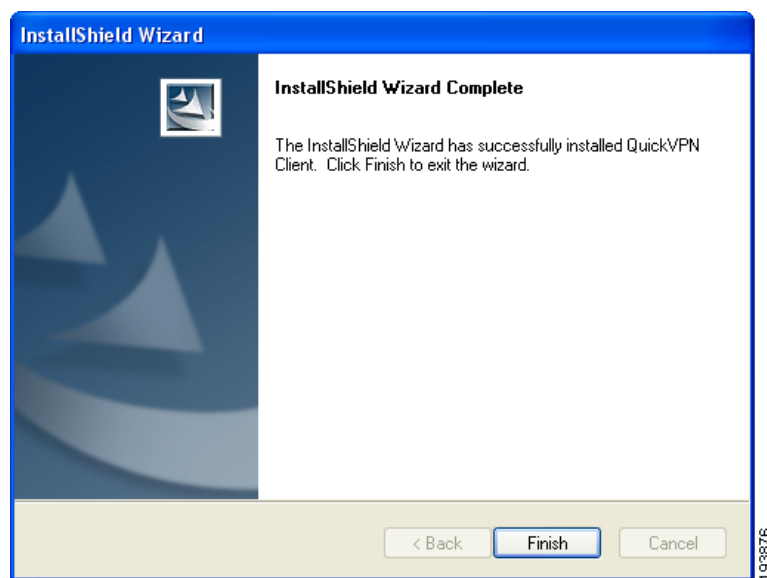 InstallShield Wizard
InstallShield Wizard Complete
The InstallShield Wizard has successfully installed QuickVPN
Client. Click Finish to exit the wizard.
< Back
Finish
Cancel
193876